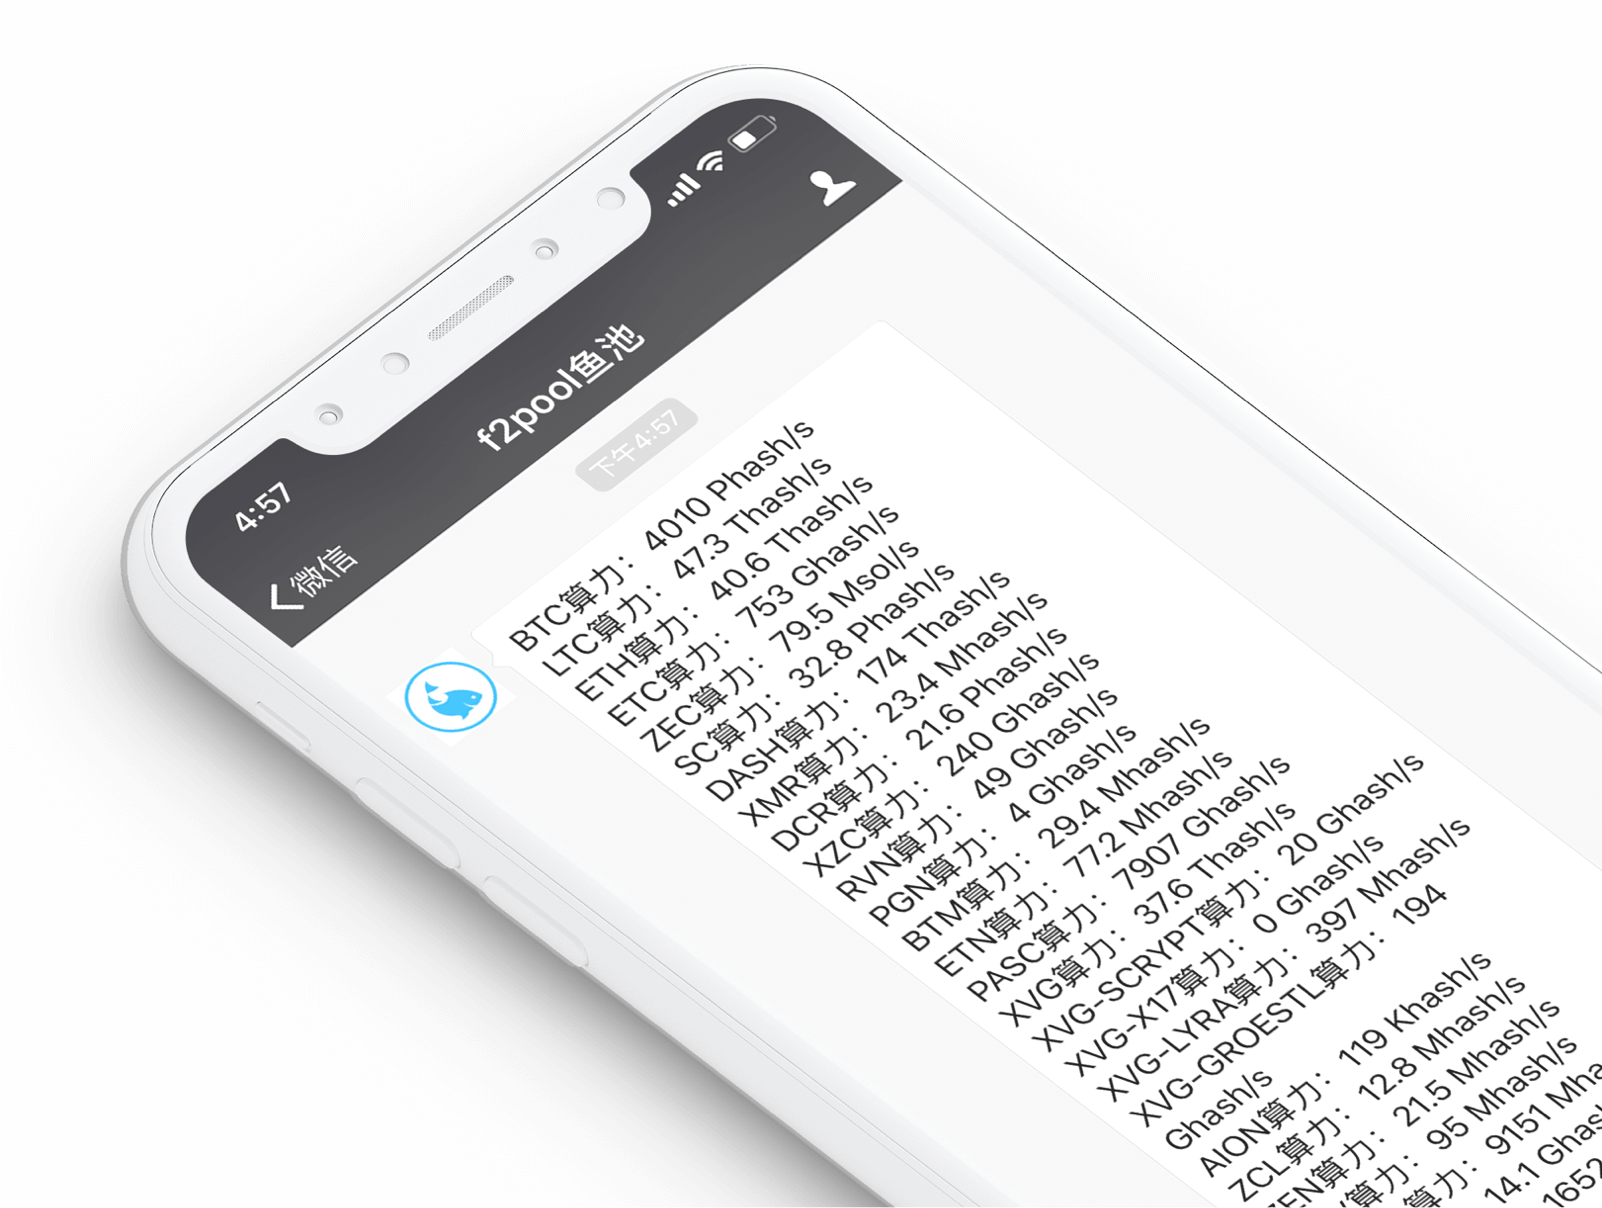 4:57
微信
f2pool鱼池
下午4:57
BTC算力： 4010 Phash/s
LTC算力： 47.3 Thash/s
ETH算力： 40.6 Thash/s
ETC算力： 753 Ghash/s
ZEC算力： 79.5 Msol/s
SC算力： 32.8 Phash/s
DASH算力： 174 Thash/s
XMR算力： 23.4 Mhash/s
DCR算力： 21.6 Phash/s
XZC算力： 240 Ghash/s
RVN算力： 49 Ghash/s
PGN算力： 4 Ghash/s
BTM算力： 29.4 Mhash/s
ETN算力： 77.2 Mhash/s
PASC算力： 7907 Ghash/s
XVG算力： 37.6 Thash/s
XVG-SCRYPT算力： 20 Ghash/s
XVG-X17算力： 0 Ghash/s
XVG-LYRA算力： 397 Mhash/s
XVG-GROESTL算力： 194
Ghash/s
AION算力： 119 Khash/s
ZCL算力： 12.8 Mhash/s
算力： 21.5 Mhash/s
算力： 95 Mhash/s
算力： 9151
14.1
1652